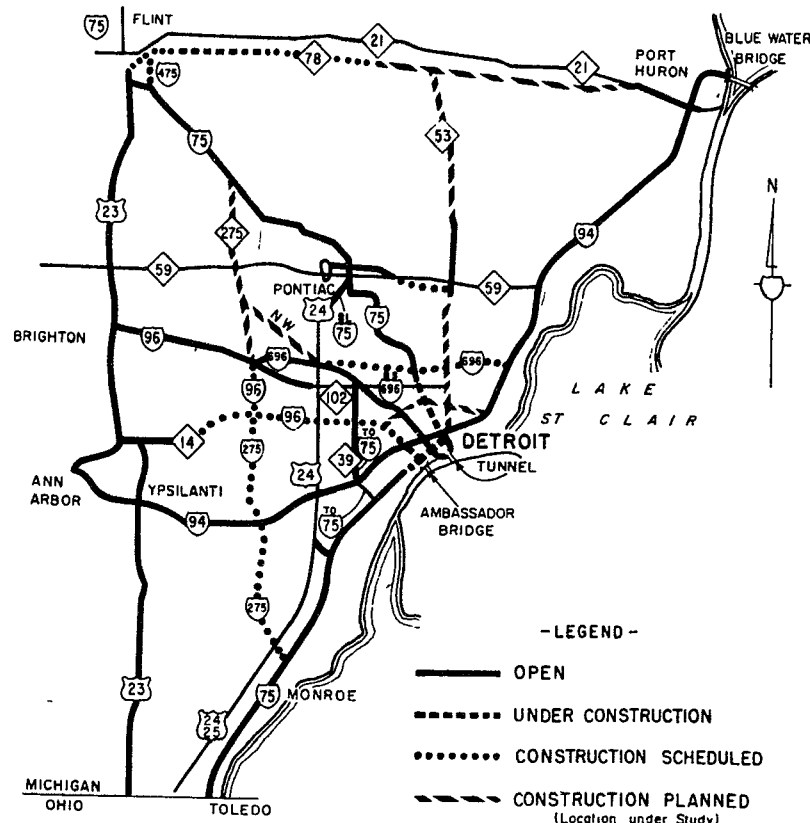 75
FLINT
475
78
21
21
PORT
HURON
BLUE WATER
BRIDGE
75
53
23
275
94
N
59
59
PONTIAC
24
BL
75
75
NW
BRIGHTON
96
696
696
BL
696
96
102
LAKE
ST CLAIR
96
14
TO
75
DETROIT
TUNNEL
275
24
39
ANN
ARBOR
YPSILANTI
94
TO
75
AMBASSADOR
BRIDGE
275
23
75
MONROE
24
25
MICHIGAN
OHIO
TOLEDO
-LEGEND-
OPEN
UNDER CONSTRUCTION
CONSTRUCTION SCHEDULED
CONSTRUCTION PLANNED
(Location under Study)